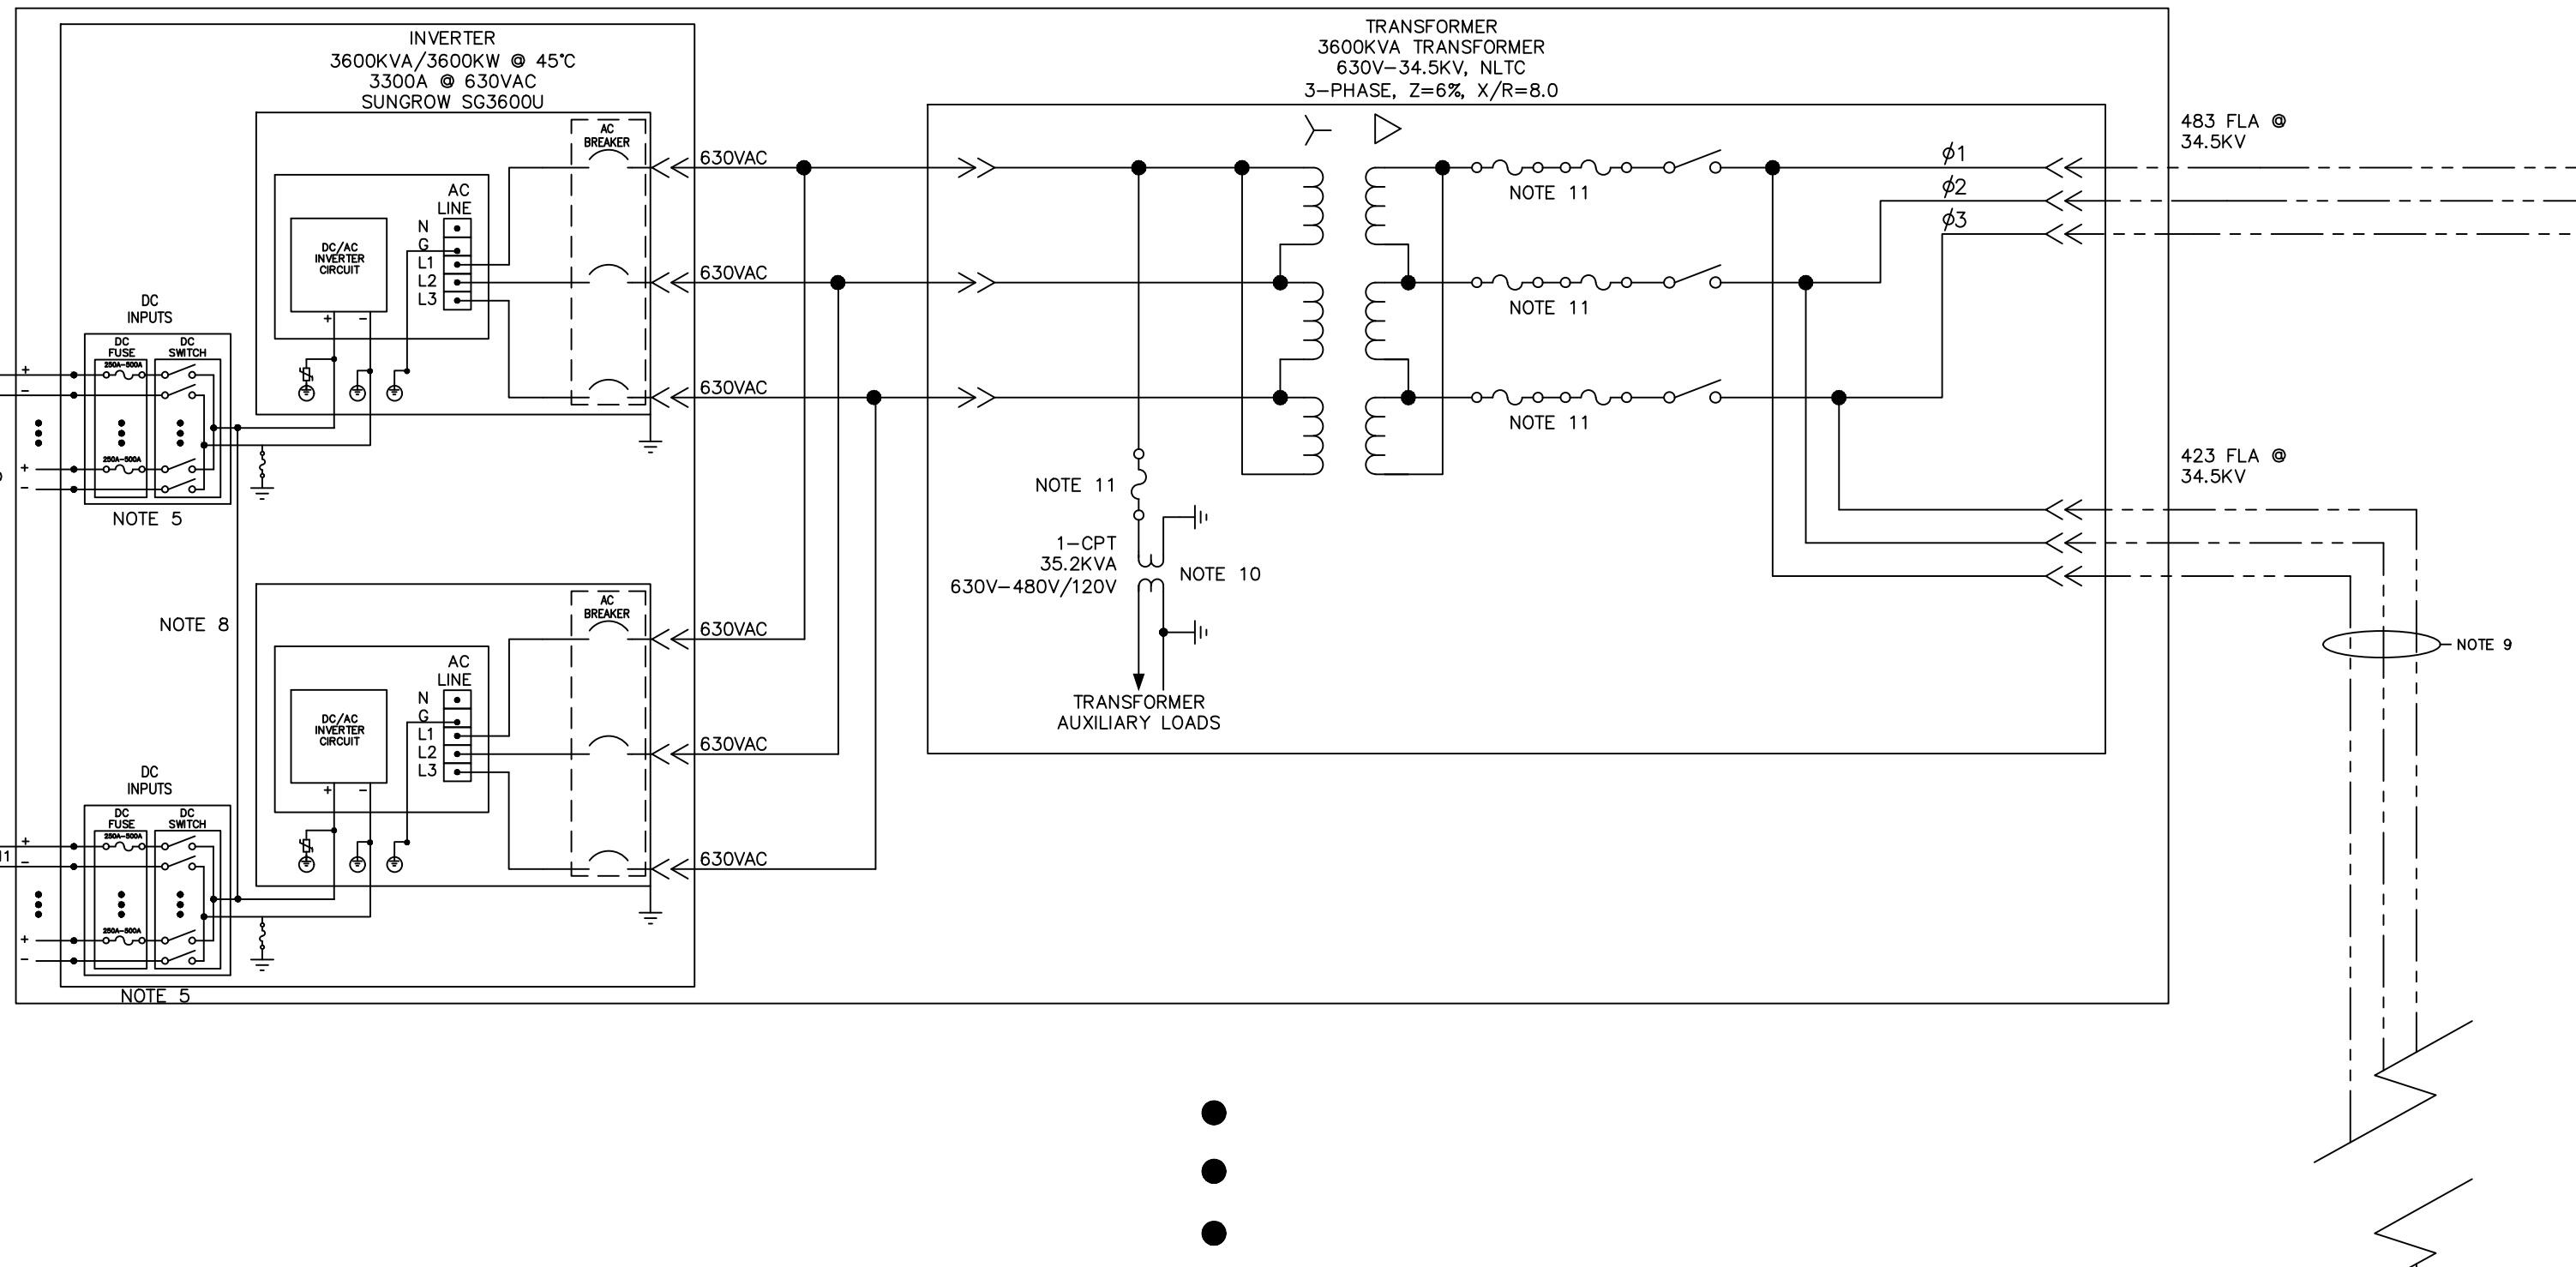 INVERTER
3600KVA/3600KW @ 45°C
3300A @ 630VAC
SUNGROW SG3600U
TRANSFORMER
3600KVA TRANSFORMER
630V-34.5KV, NLTC
3-PHASE, Z=6%, X/R=8.0
AC
BREAKER
630VAC
630VAC
630VAC
AC
LINE
N
G
L1
L2
L3
DC/AC
INVERTER
CIRCUIT
+ -
DC
INPUTS
DC
FUSE
DC
SWITCH
250A-500A
250A-500A
+
-
+
-
NOTE 5
NOTE 8
AC
BREAKER
630VAC
630VAC
630VAC
AC
LINE
N
G
L1
L2
L3
DC/AC
INVERTER
CIRCUIT
+ -
DC
INPUTS
DC
FUSE
DC
SWITCH
250A-500A
250A-500A
+
-
+
-
NOTE 5
NOTE 11
NOTE 11
NOTE 11
NOTE 11
1-CPT
35.2KVA
630V-480V/120V
NOTE 10
TRANSFORMER
AUXILIARY LOADS
ϕ1
ϕ2
ϕ3
483 FLA @
34.5KV
423 FLA @
34.5KV
NOTE 9